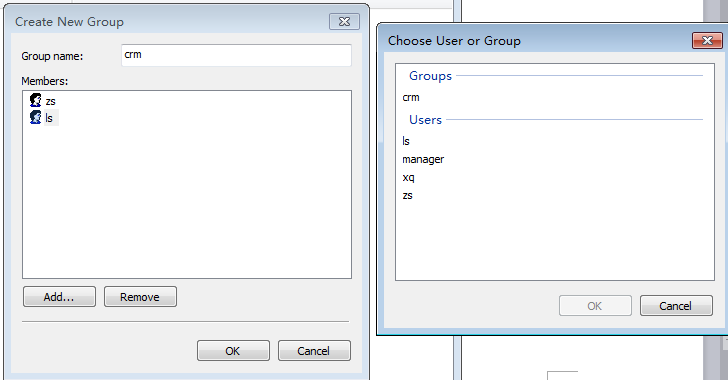 Create New Group
Group name:
crm
Members:
zs
ls
Add...
Remove
OK
Cancel
Choose User or Group
Groups
crm
Users
ls
manager
xq
zs
OK
Cancel